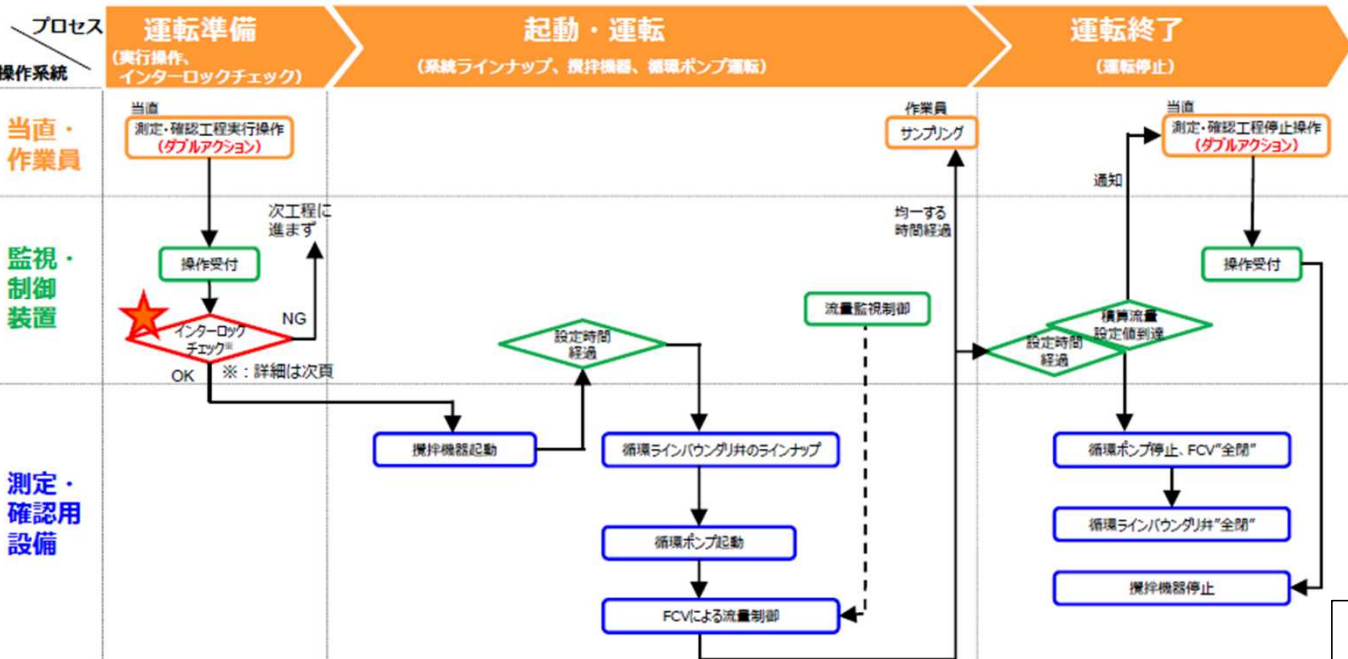 プロセス
操作系統
運転準備
(実行操作、
インターロックチェック)
起動・運転
(系統ラインナップ、攪拌機器、循環ポンプ運転)
運転終了
(運転停止)
当直・
作業員
当直
測定・確認工程実行操作
(ダブルアクション)
作業員
サンプリング
当直
測定・確認工程停止操作
(ダブルアクション)
監視・
制御
装置
操作受付
次工程に
進まず
インターロック
チェック※
NG
OK
※：詳細は次頁
設定時間
経過
流量監視制御
均一する
時間経過
通知
設定時間
経過
積算流量
設定値到達
操作受付
測定・
確認用
設備
攪拌機器起動
循環ラインバウンダリ弁のラインナップ
循環ポンプ起動
FCVによる流量制御
循環ポンプ停止、FCV"全閉"
循環ラインバウンダリ弁"全閉"
攪拌機器停止